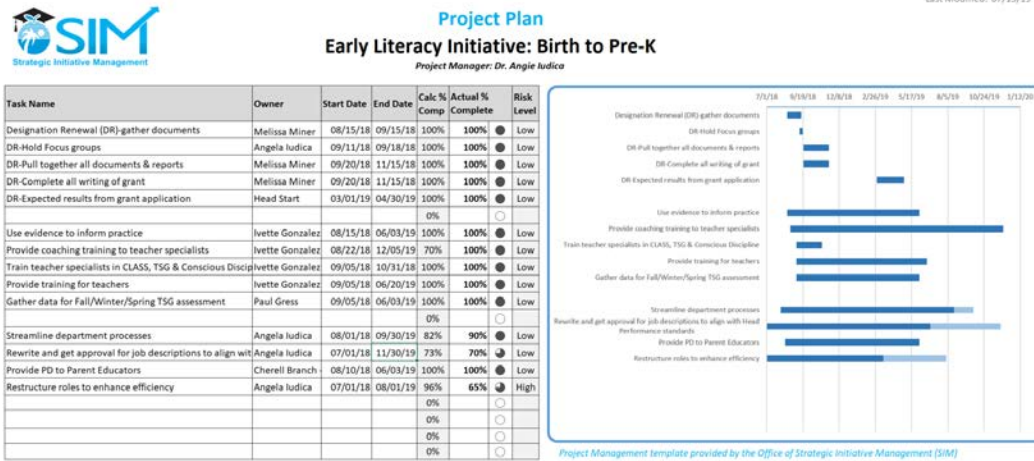 SIM
Strategic Initiative Management
Project Plan
Early Literacy Initiative: Birth to Pre-K
Project Manager: Dr. Angie Iudica
Task Name Owner Start Date End Date Calc % Comp Actual % Complete Risk Level
Designation Renewal (DR)-gather documents Melissa Miner 08/15/18 09/15/18 100% 100% Low
DR-Hold Focus groups Angela Iudica 09/11/18 09/18/18 100% 100% Low
DR-Pull together all documents & reports Melissa Miner 09/20/18 11/15/18 100% 100% Low
DR-Complete all writing of grant Melissa Miner 09/20/18 11/15/18 100% 100% Low
DR-Expected results from grant application Head Start 03/01/19 04/30/19 100% 100% Low
0%
Use evidence to inform practice Ivette Gonzalez 08/15/18 06/03/19 100% 100% Low
Provide coaching training to teacher specialists Ivette Gonzalez 08/22/18 12/05/19 70% 100% Low
Train teacher specialists in CLASS, TSG & Conscious Discip Ivette Gonzalez 09/05/18 10/31/18 100% 100% Low
Provide training for teachers Ivette Gonzalez 09/05/18 06/20/19 100% 100% Low
Gather data for Fall/Winter/Spring TSG assessment Paul Gress 09/05/18 06/03/19 100% 100% Low
0%
Streamline department processes Angela Iudica 08/01/18 09/30/19 82% 90% Low
Rewrite and get approval for job descriptions to align wit Angela Iudica 07/01/18 11/30/19 73% 70% Low
Provide PD to Parent Educators Cherell Branch - 08/10/18 06/03/19 100% 100% Low
Restructure roles to enhance efficiency Angela Iudica 07/01/18 08/01/19 96% 65% High
0%
0%
0%
0%
7/1/18 9/19/18 12/8/18 2/26/19 5/17/19 8/5/19 10/24/19 1/12/20
Designation Renewal (DR)-gather documents
DR-Hold Focus groups
DR-Pull together all documents & reports
DR-Complete all writing of grant
DR-Expected results from grant application
Use evidence to inform practice
Provide coaching training to teacher specialists
Train teacher specialists in CLASS, TSG & Conscious Discipline
Provide training for teachers
Gather data for Fall/Winter/Spring TSG assessment
Streamline department processes
Rewrite and get approval for job descriptions to align with Head
Performance standards
Provide PD to Parent Educators
Restructure roles to enhance efficiency
Project Management template provided by the Office of Strategic Initiative Management (SIM)